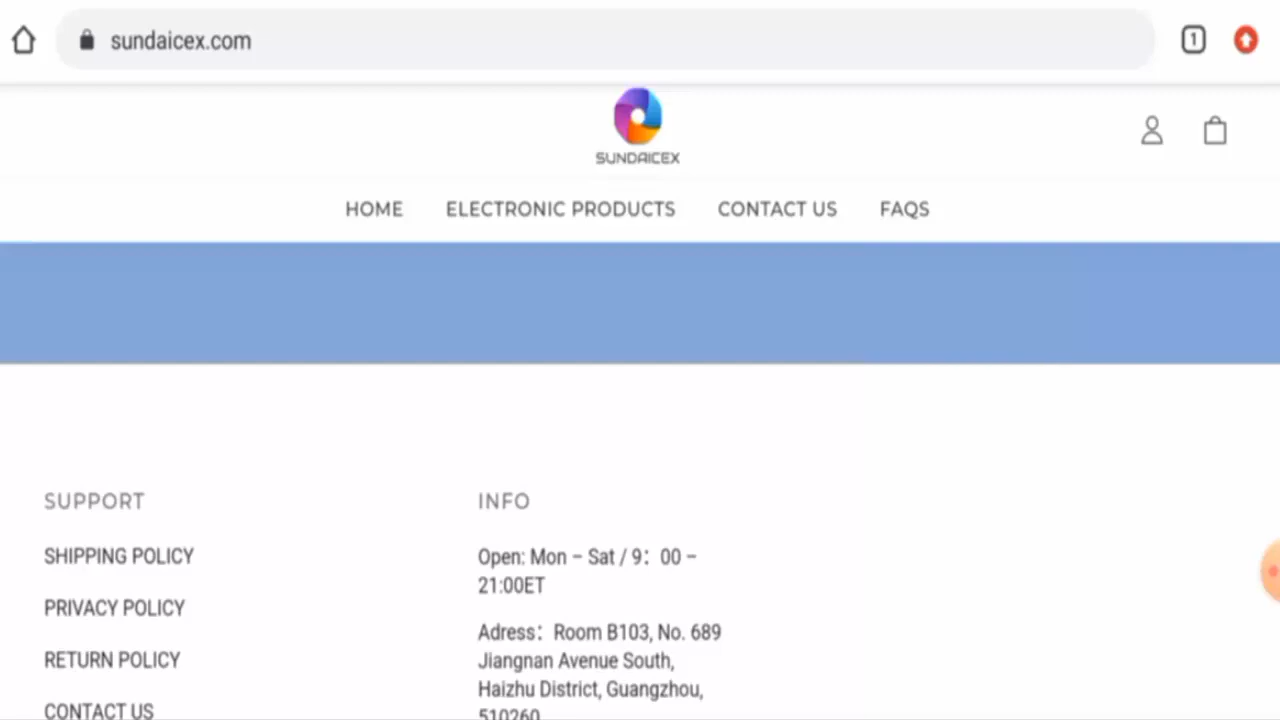 sundaicex.com
1
SUNDAICEX
HOME ELECTRONIC PRODUCTS CONTACT US FAQS
SUPPORT
SHIPPING POLICY
PRIVACY POLICY
RETURN POLICY
CONTACT US
INFO
Open: Mon – Sat / 9：00 –
21:00ET
Adress：Room B103, No. 689
Jiangnan Avenue South,
Haizhu District, Guangzhou,
510260